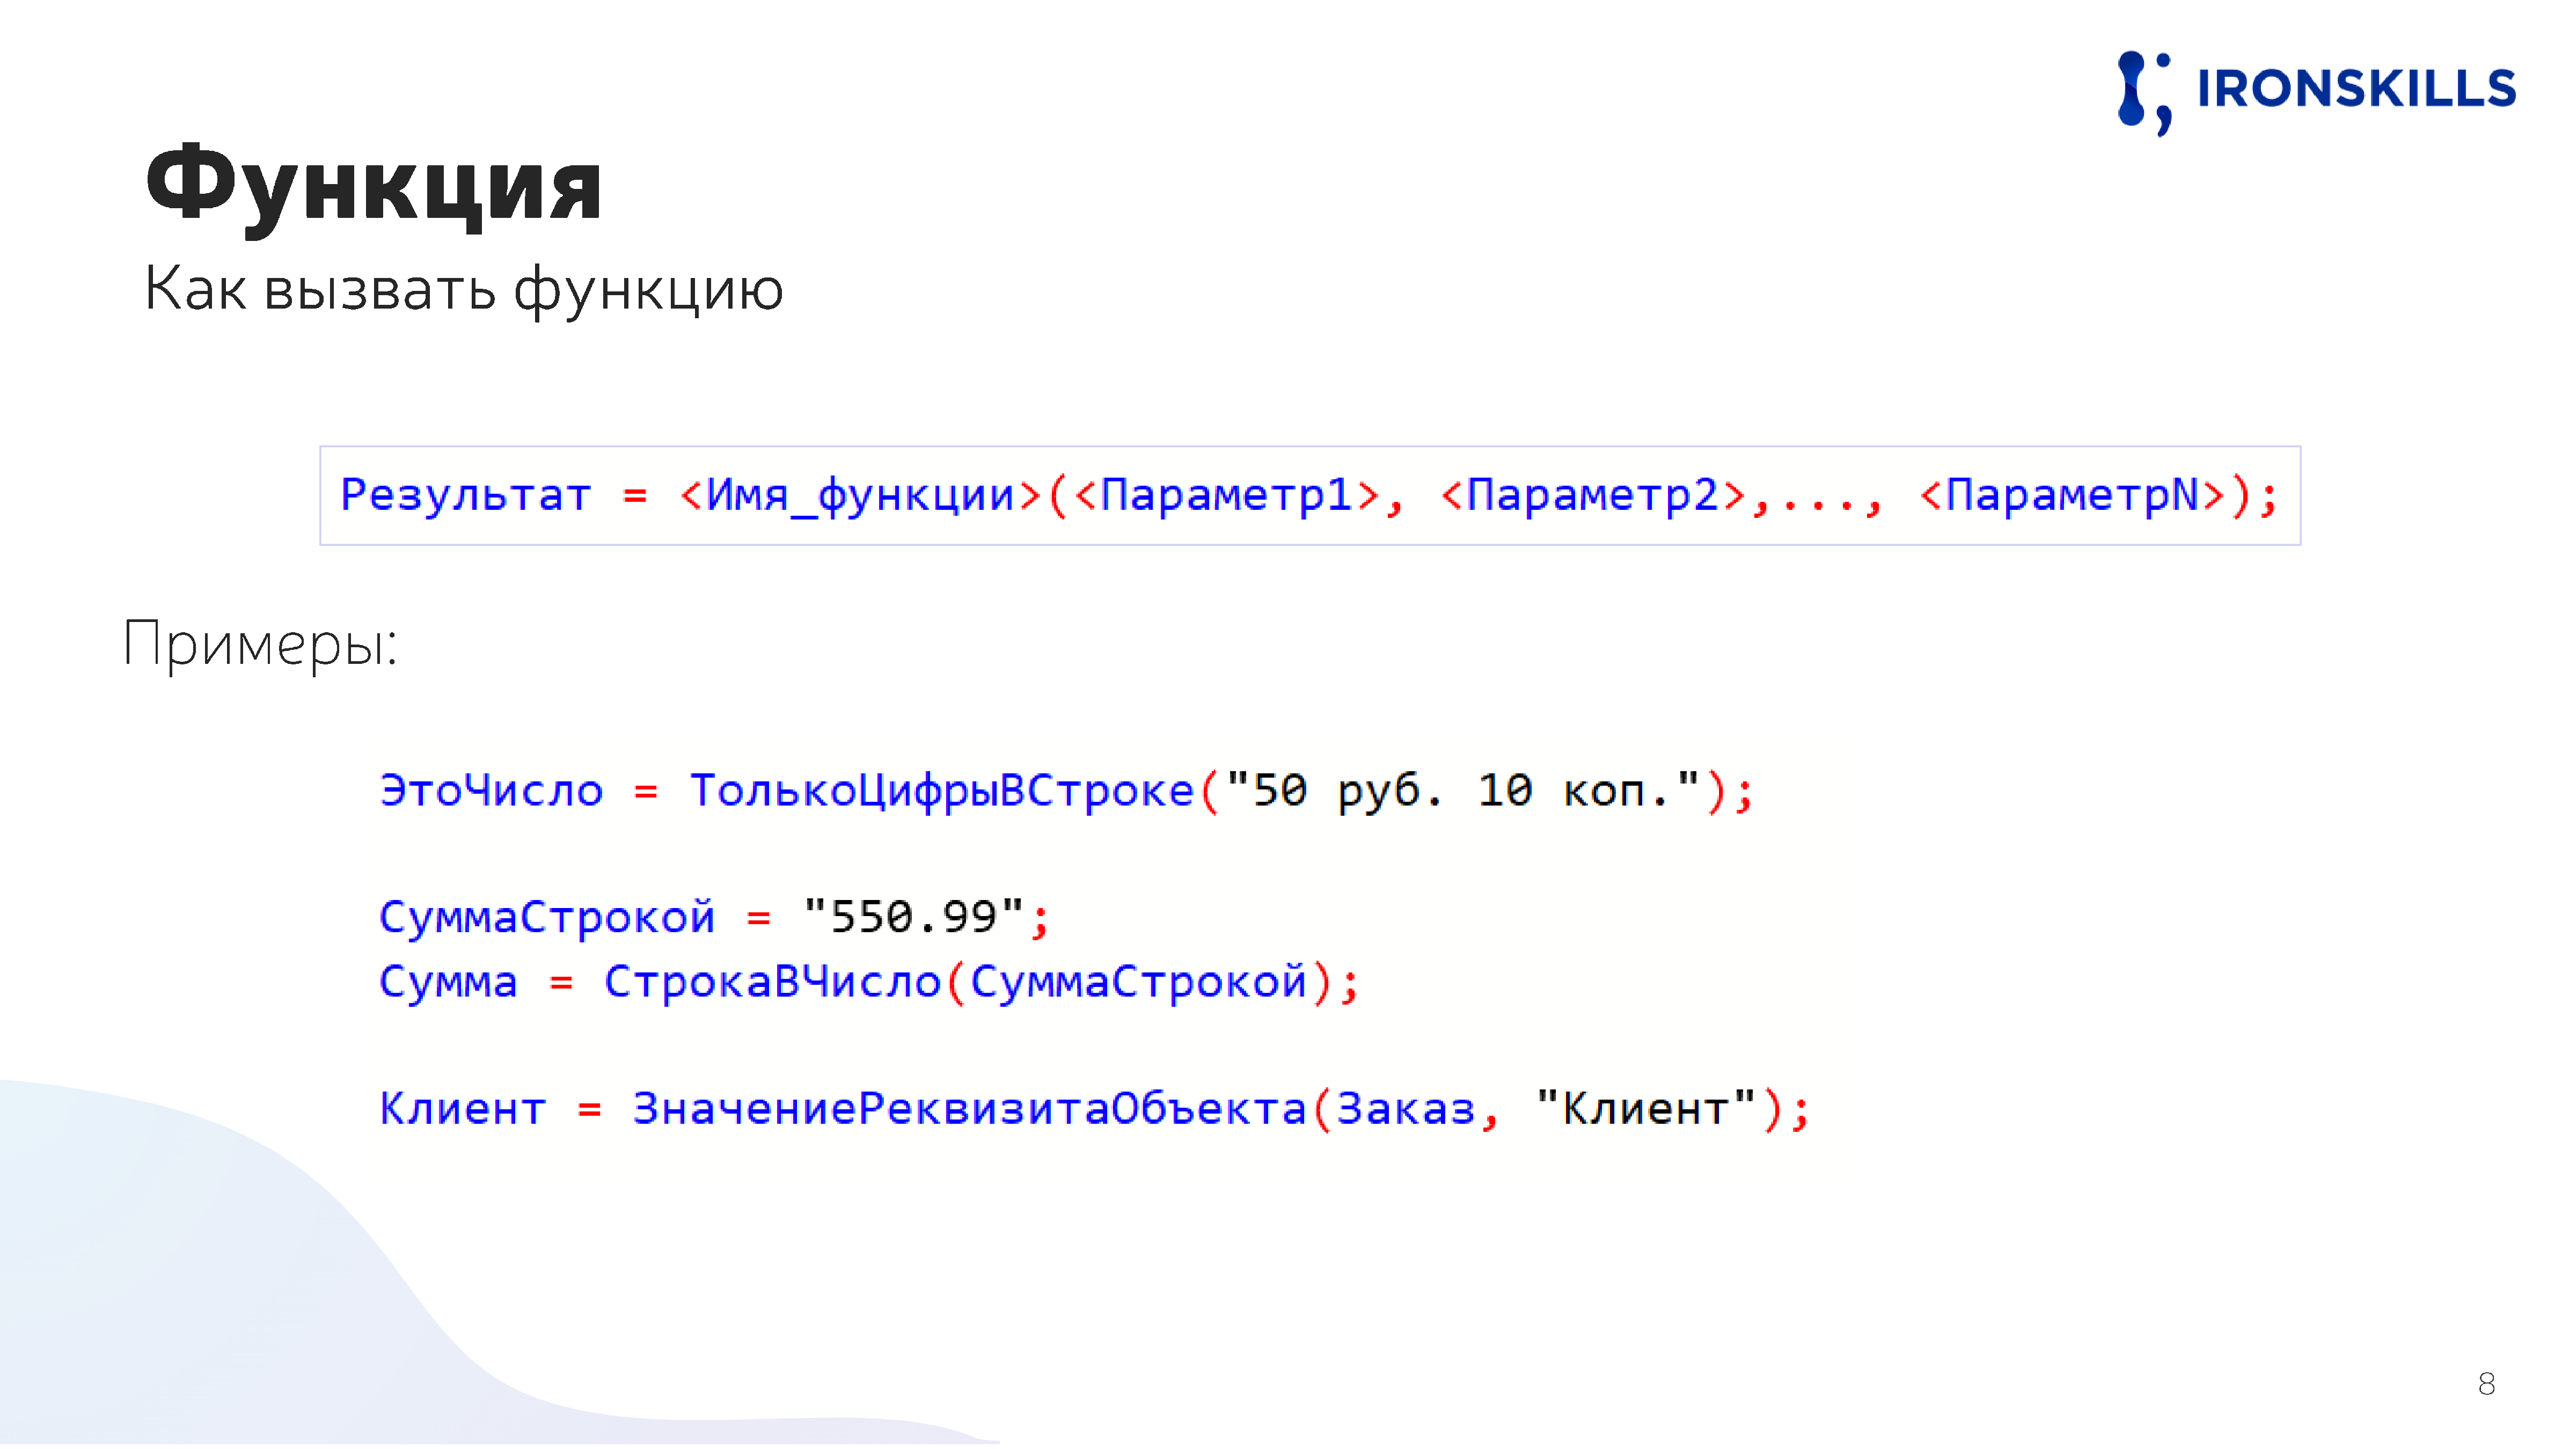 IRONSKILLS
Функция
Как вызвать функцию
Результат = <Имя_функции>(<Параметр1>, <Параметр2>,..., <ПараметрN>);
Примеры:
ЭтоЧисло = ТолькоЦифрыВСтроке("50 руб. 10 коп.");
СуммаСтрокой = "550.99";
Сумма = СтрокаВЧисло(СуммаСтрокой);
Клиент = ЗначениеРеквизитаОбъекта(Заказ, "Клиент");
8